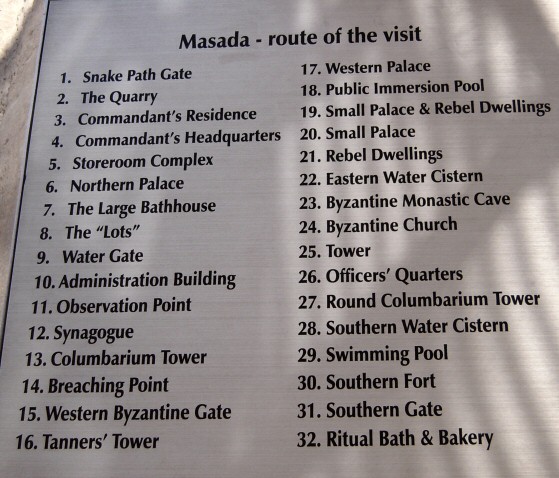 Masada - route of the visit
1. Snake Path Gate
2. The Quarry
3. Commandant's Residence
4. Commandant's Headquarters
5. Storeroom Complex
6. Northern Palace
7. The Large Bathhouse
8. The "Lots"
9. Water Gate
10. Administration Building
11. Observation Point
12. Synagogue
13. Columbarium Tower
14. Breaching Point
15. Western Byzantine Gate
16. Tanners' Tower
17. Western Palace
18. Public Immersion Pool
19. Small Palace & Rebel Dwellings
20. Small Palace
21. Rebel Dwellings
22. Eastern Water Cistern
23. Byzantine Monastic Cave
24. Byzantine Church
25. Tower
26. Officers' Quarters
27. Round Columbarium Tower
28. Southern Water Cistern
29. Swimming Pool
30. Southern Fort
31. Southern Gate
32. Ritual Bath & Bakery